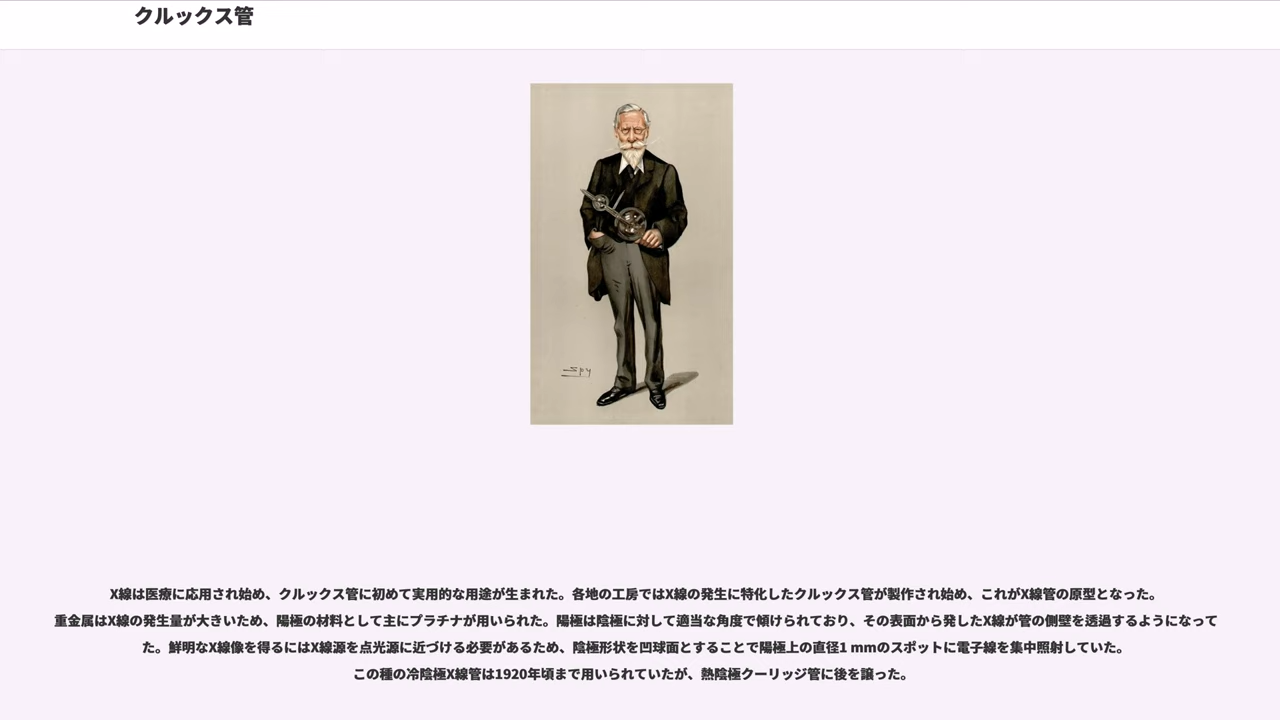 クルックス管
Spy
X線は医療に応用され始め、クルックス管に初めて実用的な用途が生まれた。各地の工房ではX線の発生に特化したクルックス管が製作され始め、これがX線管の原型となった。
重金属はX線の発生量が大きいため、陽極の材料として主にプラチナが用いられた。陽極は陰極に対して適当な角度で傾けられており、その表面から発したX線が管の側壁を透過するようになって
た。鮮明なX線像を得るにはX線源を点光源に近づける必要があるため、陰極形状を凹球面とすることで陽極上の直径1 mmのスポットに電子線を集中照射していた。
この種の冷陰極X線管は1920年頃まで用いられていたが、熱陰極クーリッジ管に後を譲った。